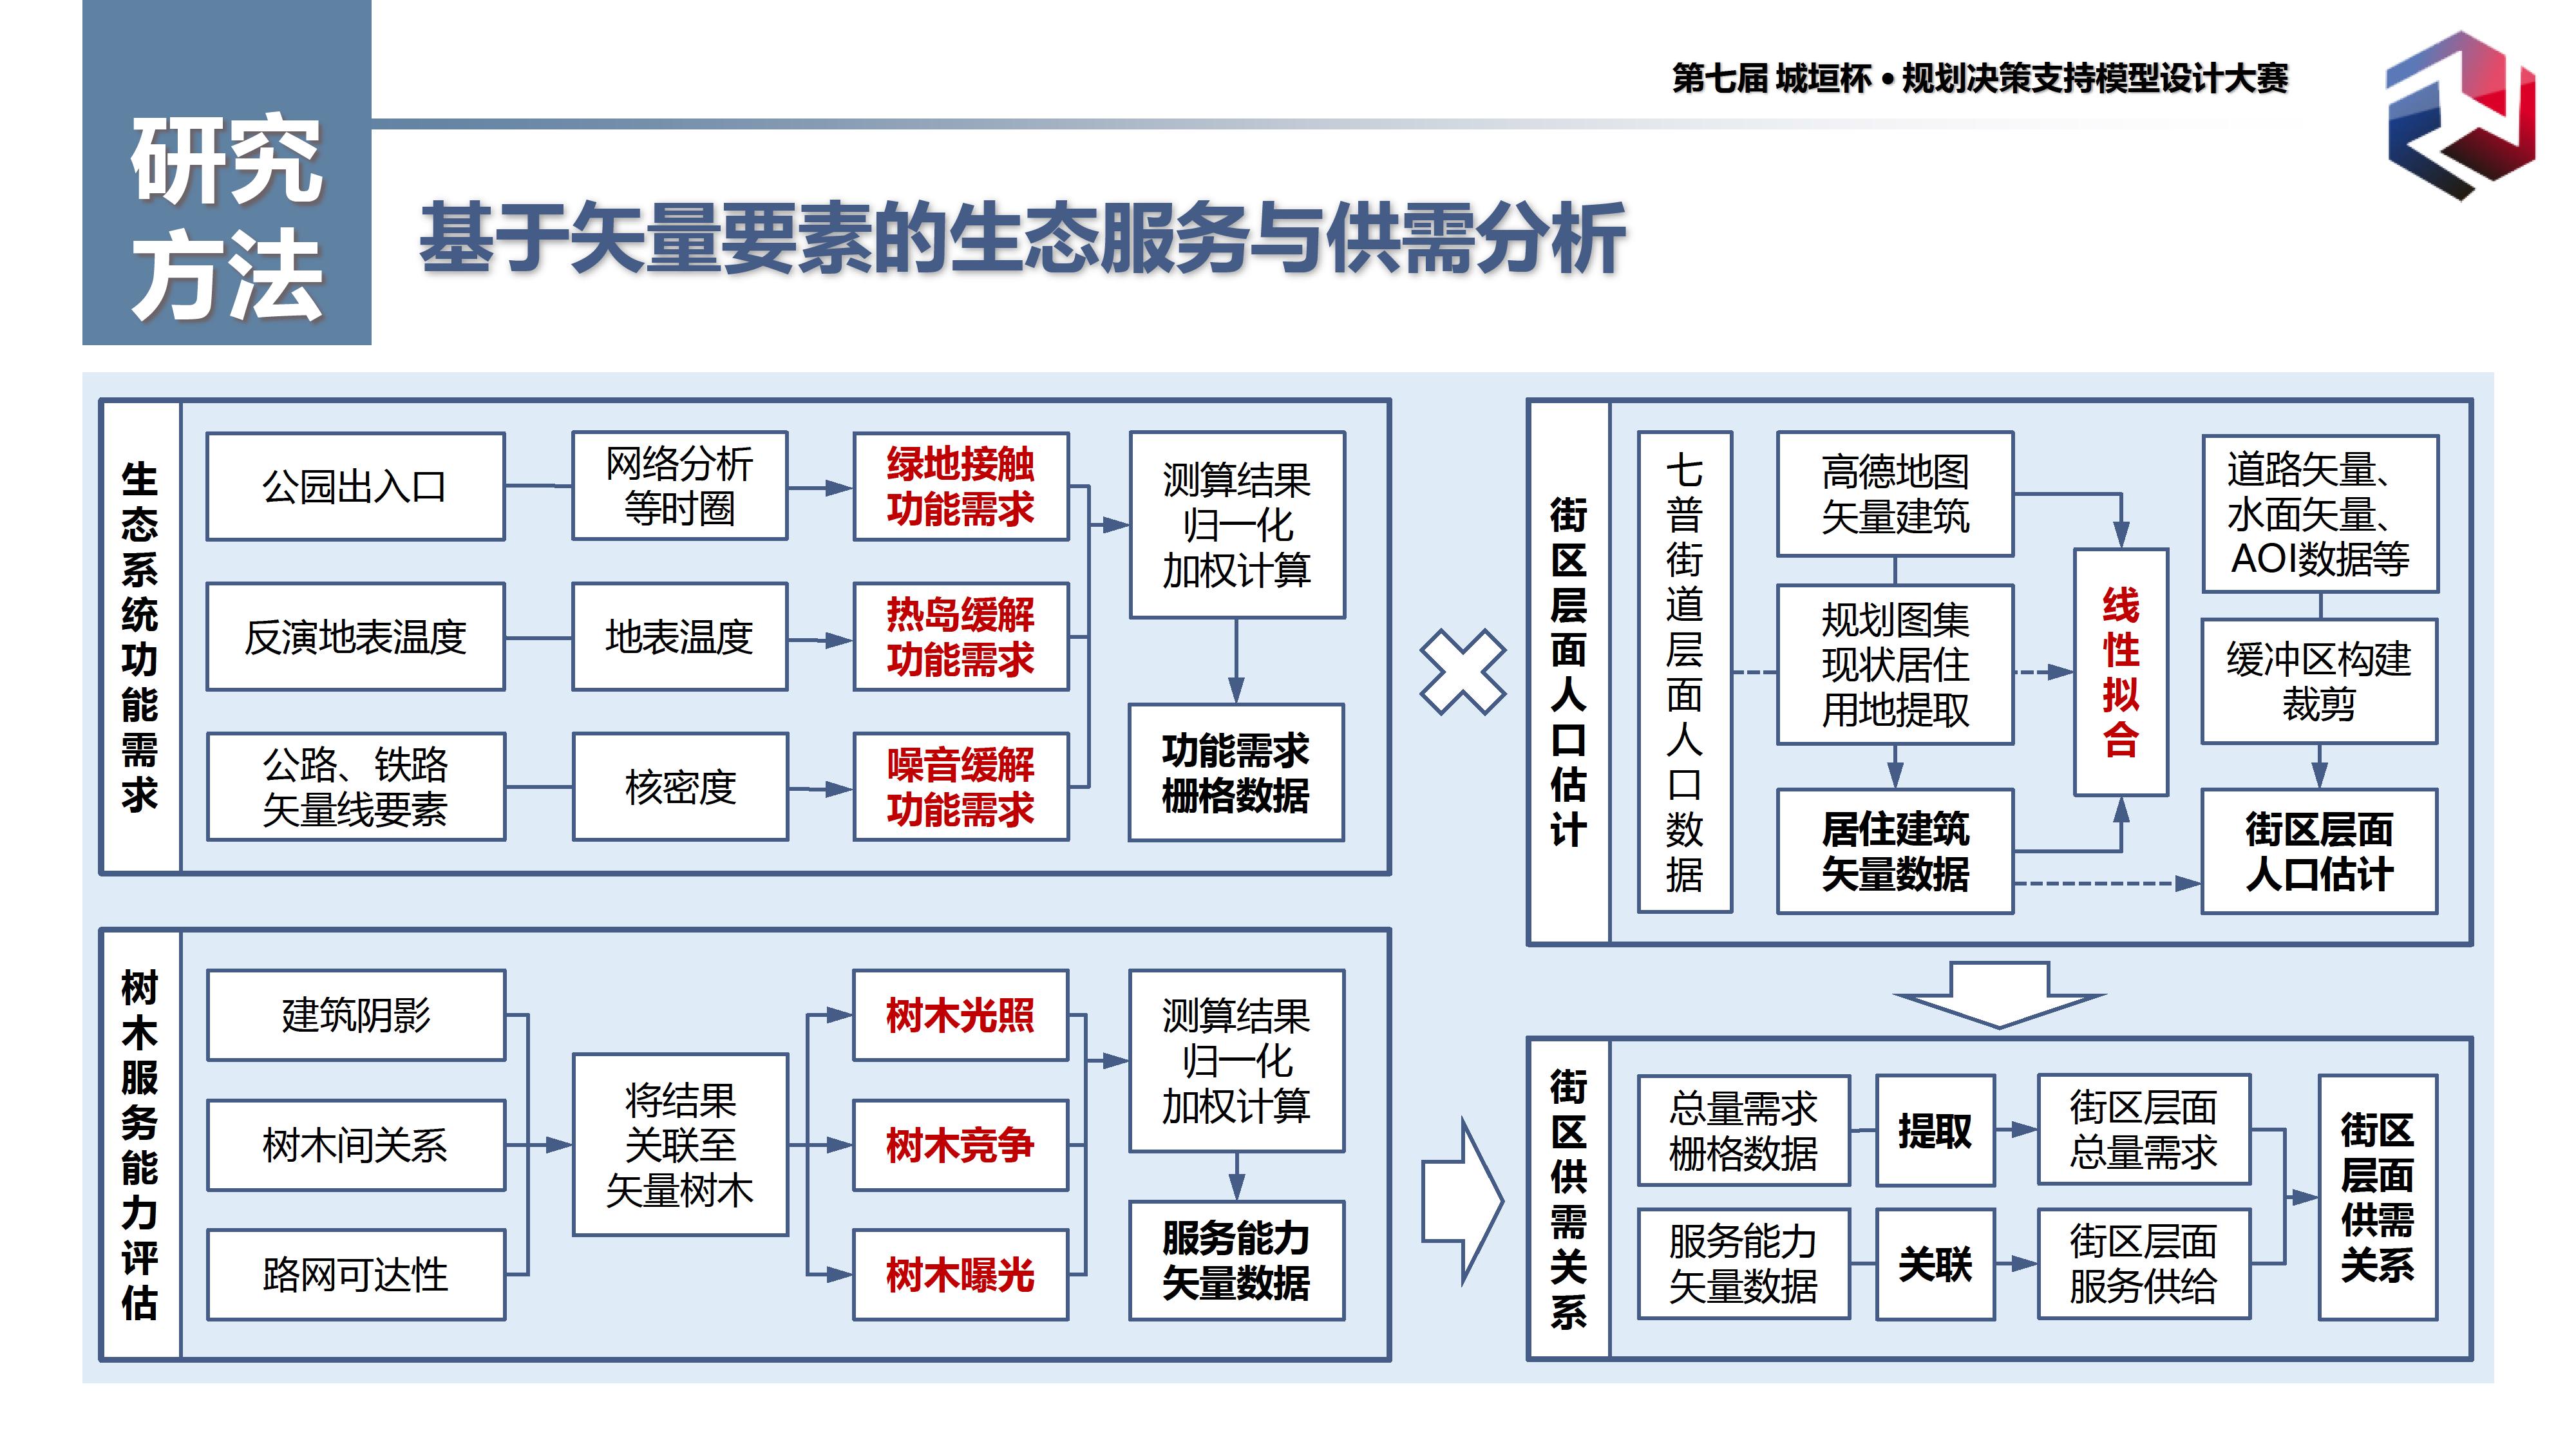 第七届 城垣杯 • 规划决策支持模型设计大赛
研究
方法
基于矢量要素的生态服务与供需分析
生态系统功能需求
公园出入口
网络分析
等时圈
绿地接触
功能需求
反演地表温度
地表温度
热岛缓解
功能需求
公路、铁路
矢量线要素
核密度
噪音缓解
功能需求
测算结果
归一化
加权计算
功能需求
栅格数据
街区层面人口估计
七普街道层面人口数据
高德地图
矢量建筑
规划图集
现状居住
用地提取
居住建筑
矢量数据
线性拟合
道路矢量、
水面矢量、
AOI数据等
缓冲区构建
裁剪
街区层面
人口估计
树木服务能力评估
建筑阴影
树木间关系
路网可达性
将结果
关联至
矢量树木
树木光照
树木竞争
树木曝光
测算结果
归一化
加权计算
服务能力
矢量数据
街区供需关系
总量需求
栅格数据
提取
街区层面
总量需求
服务能力
矢量数据
关联
街区层面
服务供给
街区
层面
供需
关系